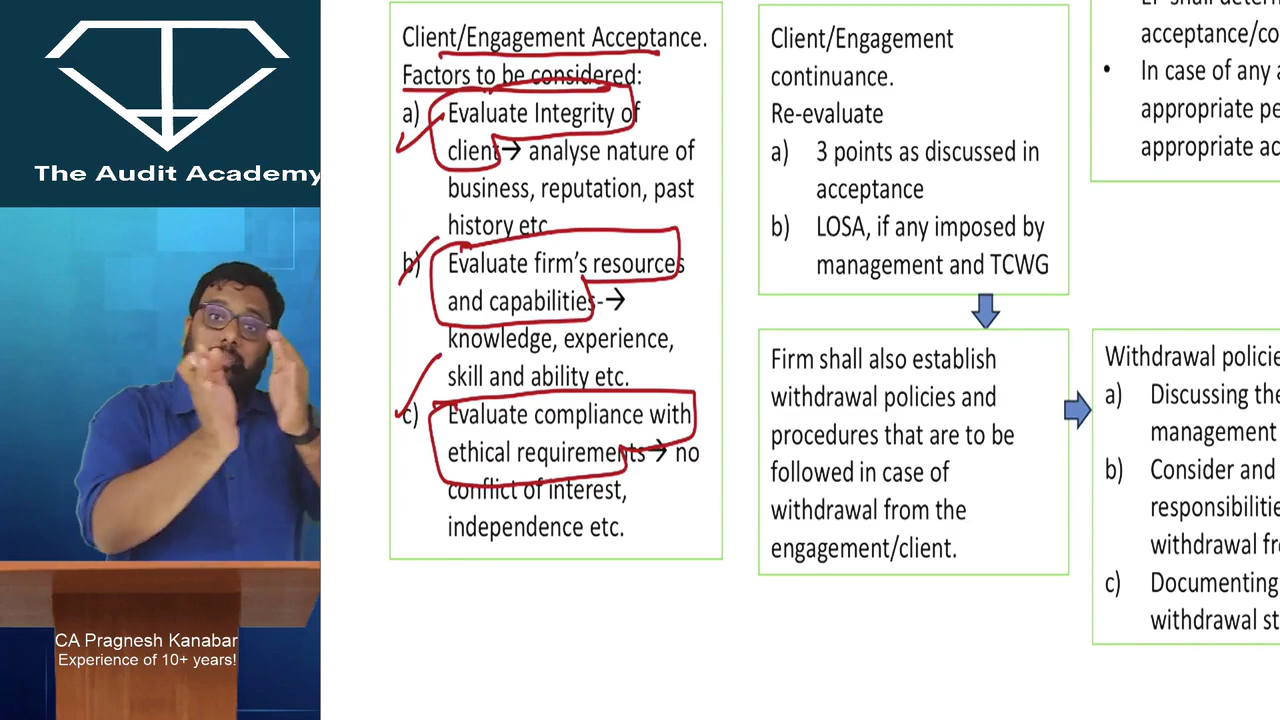 The Audit Academy
CA Pragnesh Kanabar
Experience of 10+ years!
Client/Engagement Acceptance.
Factors to be considered:
a) Evaluate Integrity of
client→ analyse nature of
business, reputation, past
history etc
b) Evaluate firm's resources
and capabilities-→
knowledge, experience,
skill and ability etc.
c) Evaluate compliance with
ethical requirements→ no
conflict of interest,
independence etc.
Client/Engagement
continuance.
Re-evaluate
a) 3 points as discussed in
acceptance
b) LOSA, if any imposed by
management and TCWG
Firm shall also establish
withdrawal policies and
procedures that are to be
followed in case of
withdrawal from the
engagement/client.
acceptance/co
• In case of any a
appropriate pe
appropriate ac
Withdrawal policie
a) Discussing the
management
b) Consider and
responsibilitie
withdrawal fro
c) Documenting
withdrawal st